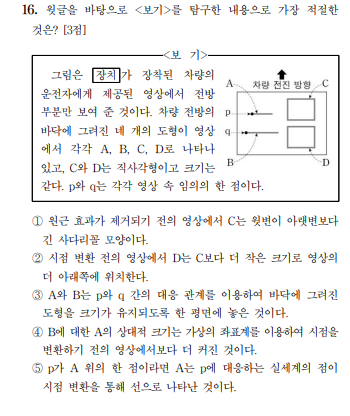 16. 윗글을 바탕으로 <보기>를 탐구한 내용으로 가장 적절한
것은? [3점]
<보 기>
그림은 장치가 장착된 차량의
운전자에게 제공된 영상에서 전방
부분만 보여 준 것이다. 차량 전방의
바닥에 그려진 네 개의 도형이 영상
에서 각각 A, B, C, D로 나타나
있고, C와 D는 직사각형이고 크기는
같다. p와 q는 각각 영상 속 임의의 한 점이다.
A 차량 전진 방향 C
p
q
B D
① 원근 효과가 제거되기 전의 영상에서 C는 윗변이 아랫변보다
긴 사다리꼴 모양이다.
② 시점 변환 전의 영상에서 D는 C보다 더 작은 크기로 영상의
더 아래쪽에 위치한다.
③ A와 B는 p와 q 간의 대응 관계를 이용하여 바닥에 그려진
도형을 크기가 유지되도록 한 평면에 놓은 것이다.
④ B에 대한 A의 상대적 크기는 가상의 좌표계를 이용하여 시점을
변환하기 전의 영상에서보다 더 커진 것이다.
⑤ p가 A 위의 한 점이라면 A는 p에 대응하는 실세계의 점이
시점 변환을 통해 선으로 나타난 것이다.